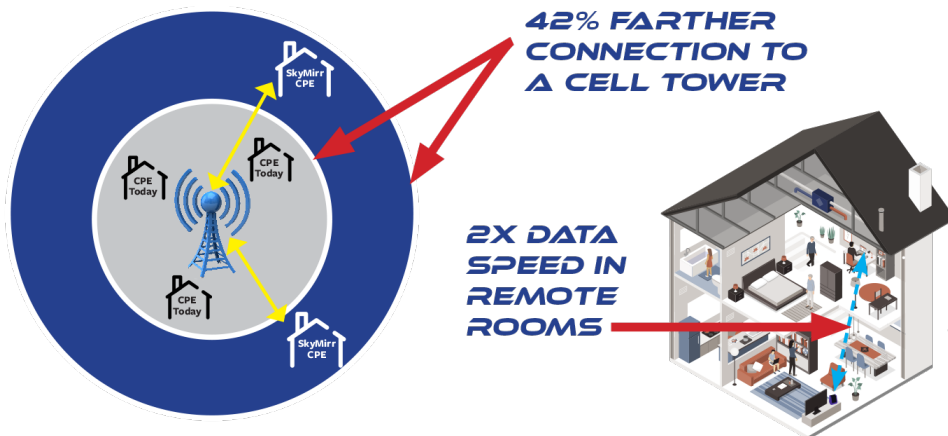 42% FARTHER
CONNECTION TO
A CELL TOWER
SkyMirr
CPE
CPE
Today
CPE
Today
CPE
Today
SkyMirr
CPE
2X DATA
SPEED IN
REMOTE
ROOMS